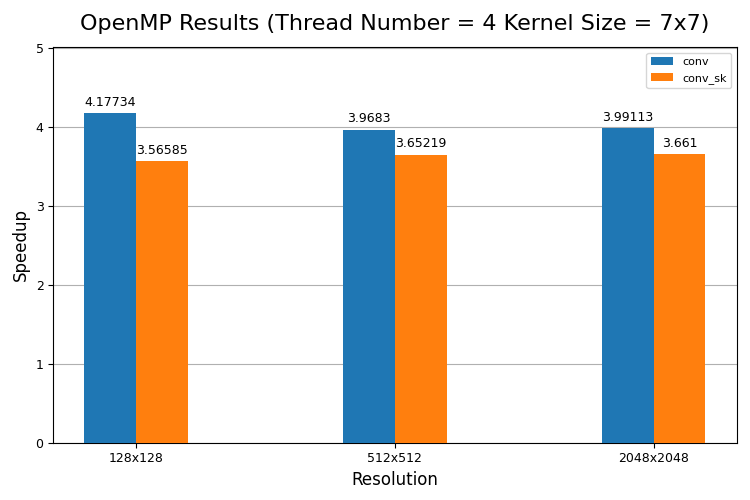 OpenMP Results (Thread Number = 4 Kernel Size = 7x7)
conv
conv_sk
5
4
3
2
1
0
Speedup
4.17734
3.56585
3.9683
3.65219
3.99113
3.661
128x128
512x512
2048x2048
Resolution